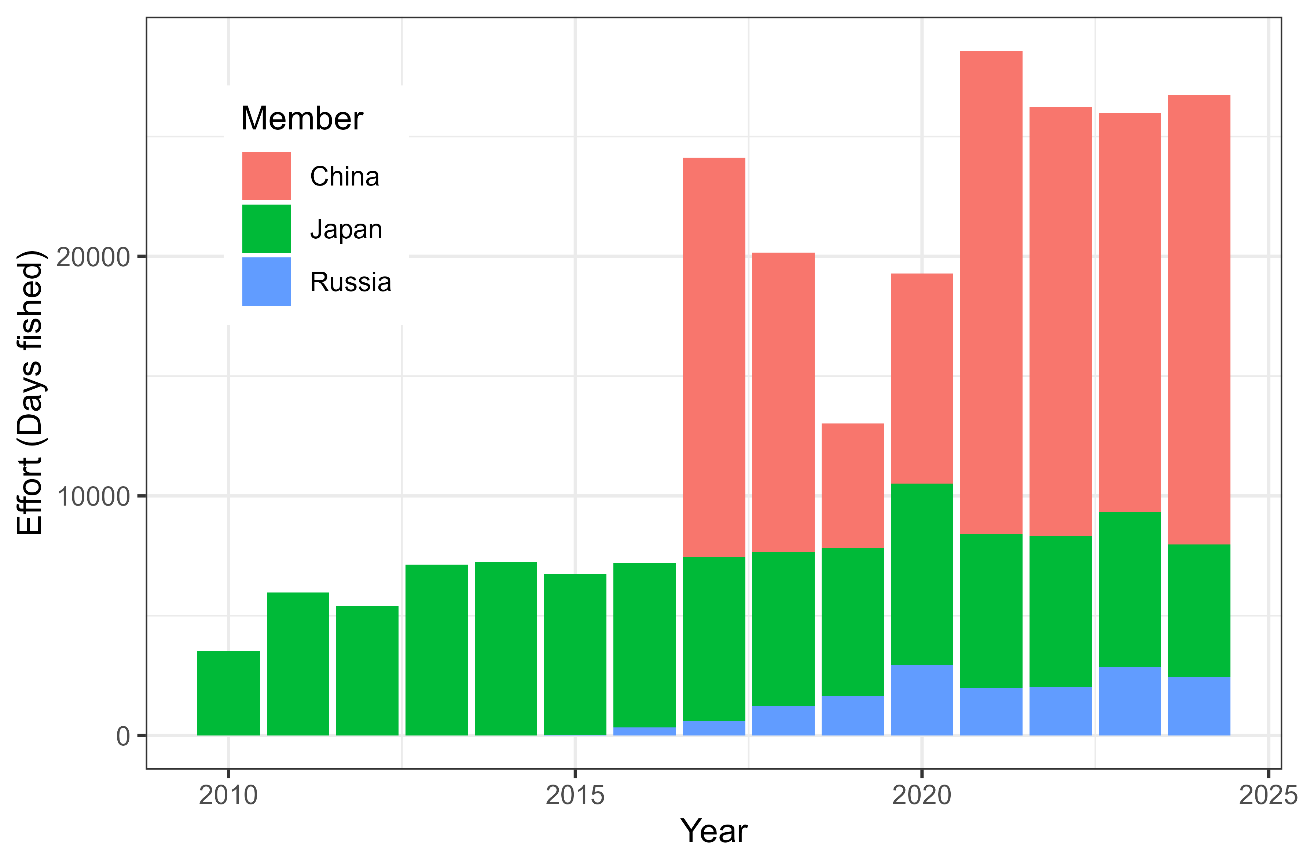 Member
China
Japan
Russia
Effort (Days fished)
20000
10000
0
2010
2015
2020
2025
Year